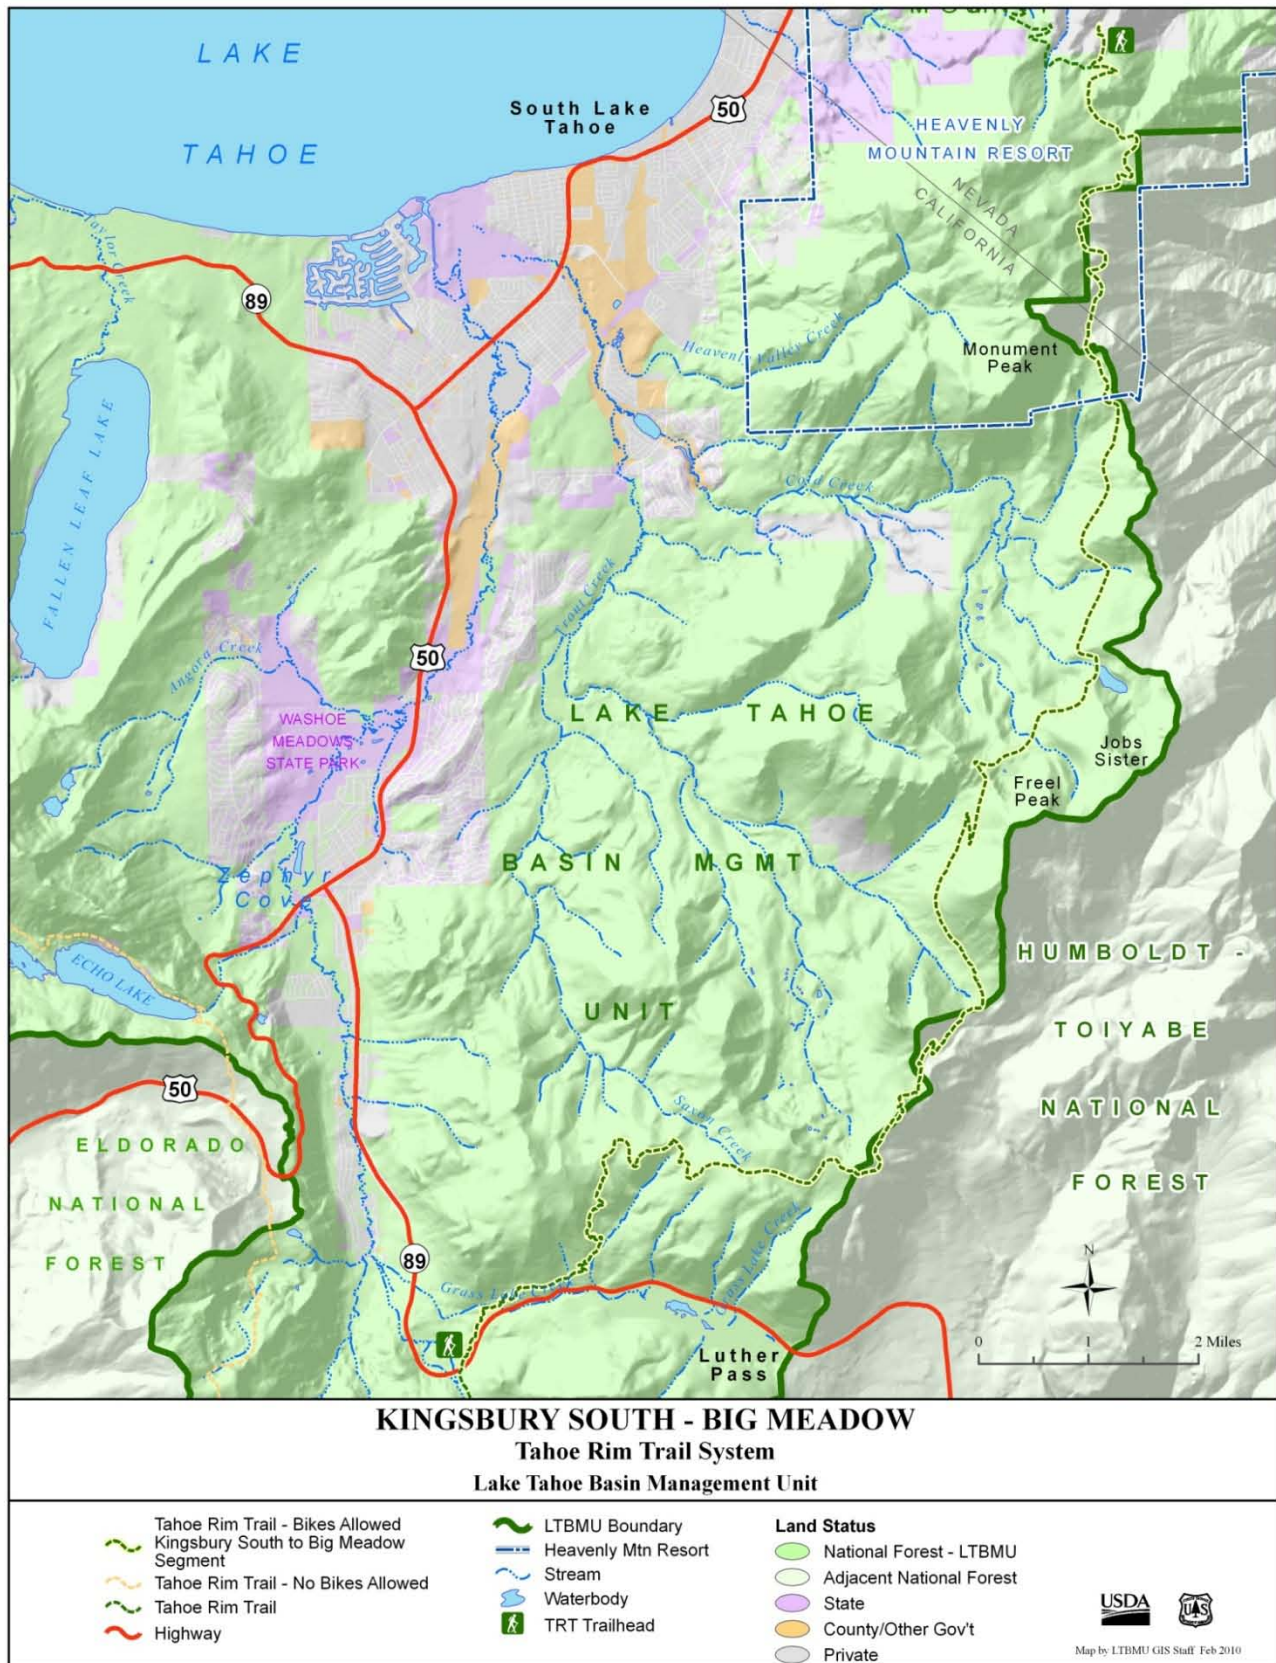 LAKE
TAHOE
South Lake
Tahoe
50
HEAVENLY
MOUNTAIN RESORT
NEVADA
CALIFORNIA
Taylor Creek
89
Heavenly Valley Creek
Monument
Peak
FALLEN LEAF LAKE
Cold Creek
Trout Creek
Angora Creek
50
WASHOE
MEADOWS
STATE PARK
LAKE TAHOE
Jobs
Sister
Freel
Peak
BASIN MGMT
Zephyr
Cove
ECHO LAKE
HUMBOLDT -
UNIT
TOIYABE
50
Saxon Creek
NATIONAL
ELDORADO
FOREST
NATIONAL
FOREST
Grass Lake Creek
89
Grass Lake Creek
N
0 1 2 Miles
Luther
Pass
KINGSBURY SOUTH - BIG MEADOW
Tahoe Rim Trail System
Lake Tahoe Basin Management Unit
Tahoe Rim Trail - Bikes Allowed
Kingsbury South to Big Meadow
Segment
Tahoe Rim Trail - No Bikes Allowed
Tahoe Rim Trail
Highway
LTBMU Boundary
Heavenly Mtn Resort
Stream
Waterbody
TRT Trailhead
Land Status
National Forest - LTBMU
Adjacent National Forest
State
County/Other Gov't
Private
USDA
Map by LTBMU GIS Staff Feb 2010